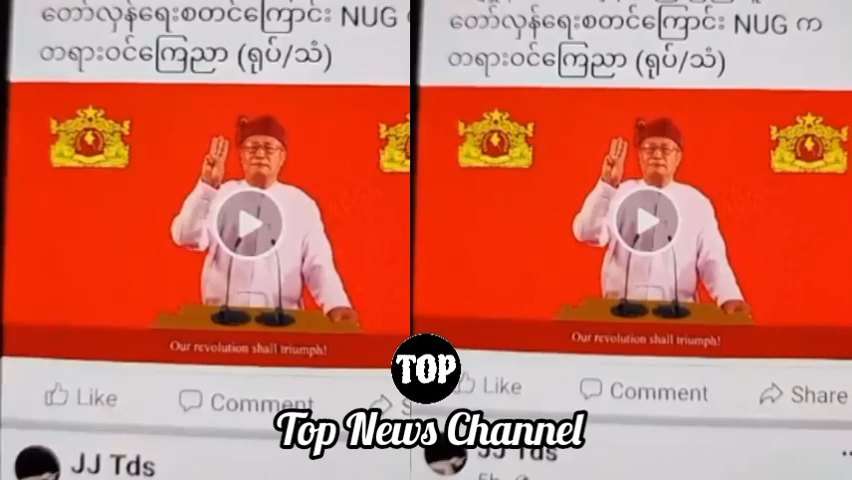 တော်လှန်ရေးစတင်ကြောင်း NUG
တရားဝင်ကြေညာ (ရုပ်/သံ)
Our revolution shall triumph!
Like
Comment
JJ Tds
တော်လှန်ရေးစတင်ကြောင်း NUG က
တရားဝင်ကြေညာ (ရုပ်/သံ)
Our revolution shall triumph!
Like
Comment
Share
JJ Tds
TOP
Top News Channel